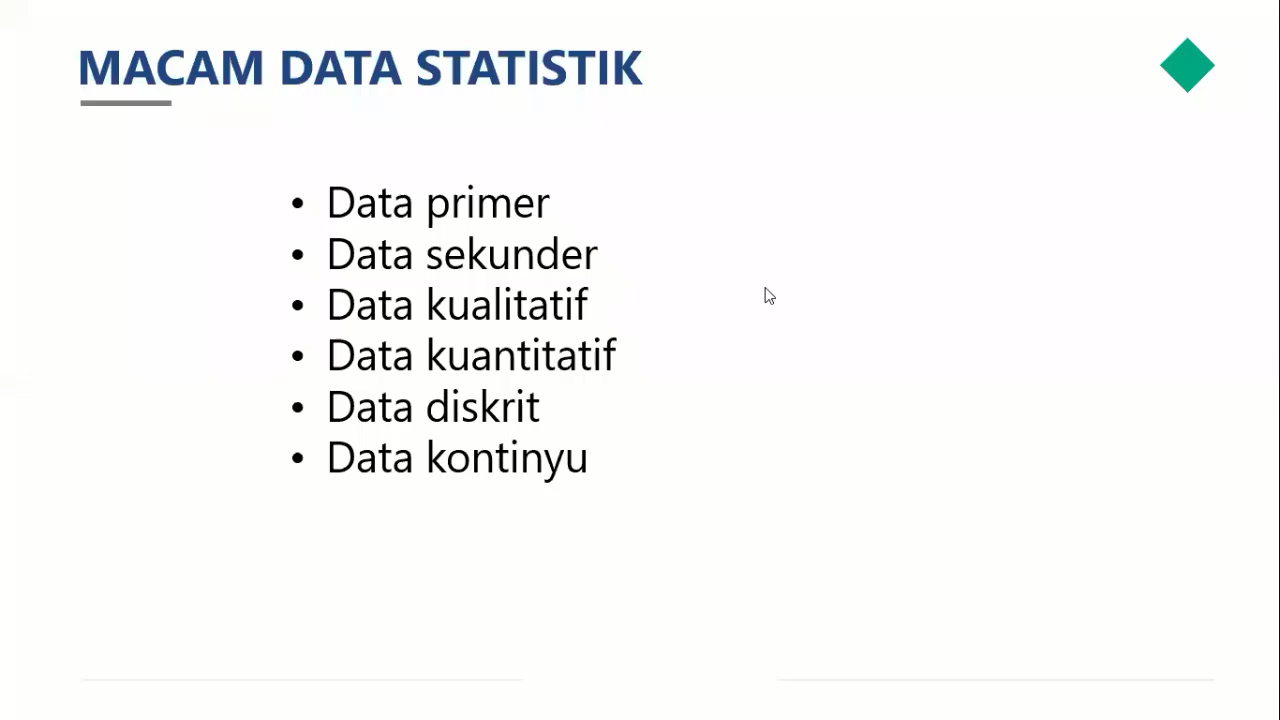 MACAM DATA STATISTIK
• Data primer
• Data sekunder
• Data kualitatif
• Data kuantitatif
• Data diskrit
• Data kontinyu